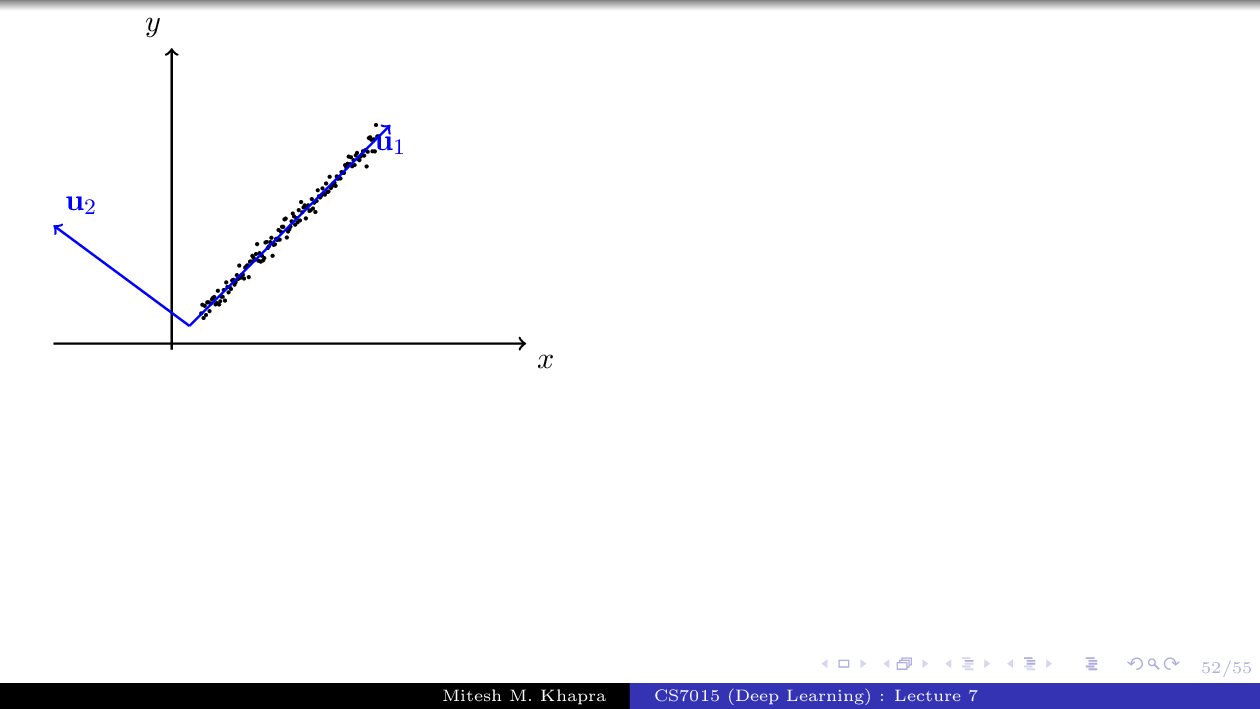 y
u₁
u₂
x
52/55
Mitesh M. Khapra
CS7015 (Deep Learning) : Lecture 7